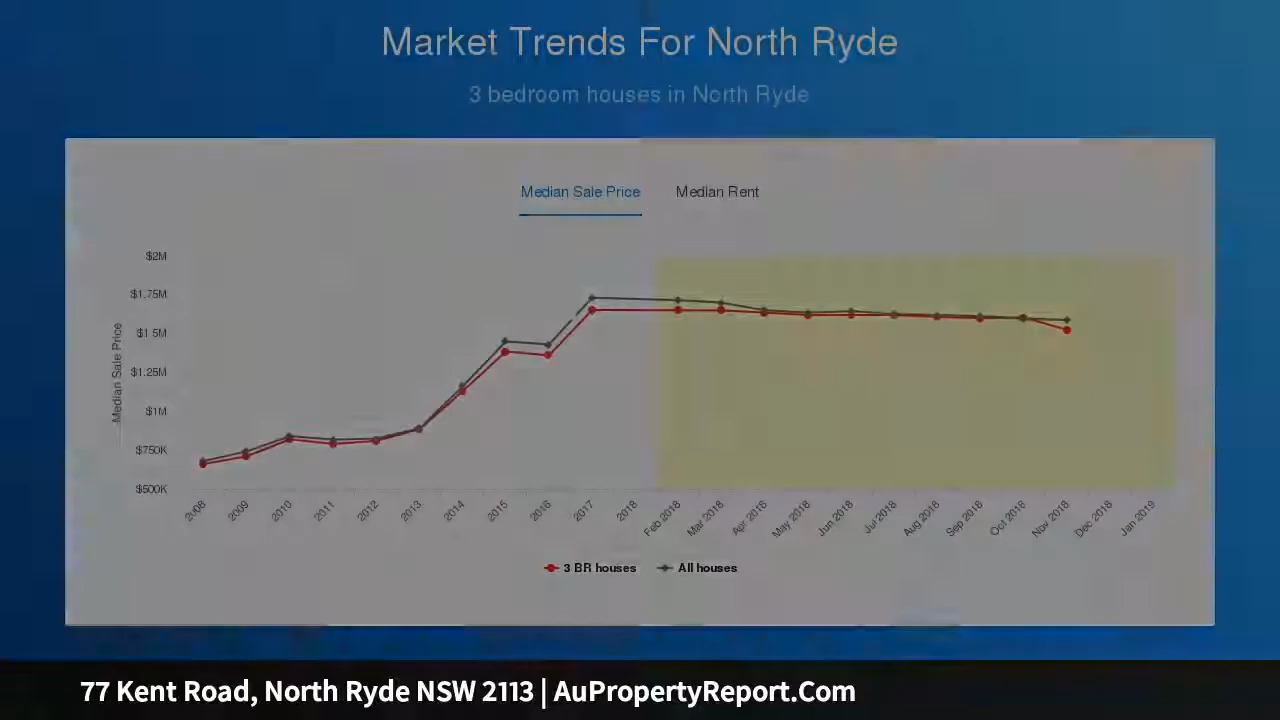 Market Trends For North Ryde
3 bedroom houses in North Ryde
Median Sale Price Median Rent
Median Sale Price
$2M
$1.75M
$1.5M
$1.25M
$1M
$750K
$500K
2008 2009 2010 2011 2012 2013 2014 2015 2016 2017 2018 Feb 2018 Mar 2018 Apr 2018 May 2018 Jun 2018 Jul 2018 Aug 2018 Sep 2018 Oct 2018 Nov 2018 Dec 2018 Jan 2019
3 BR houses All houses
77 Kent Road, North Ryde NSW 2113 | AuPropertyReport.Com